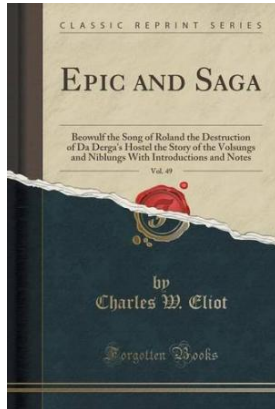 CLASSIC REPRINT SERIES
EPIC AND SAGA
Beowulf the Song of Roland the Destruction
of Da Derga's Hostel the Story of the Volsungs
and Niblungs With Introductions and Notes
Vol. 49
by
Charles W. Eliot
Forgotten Books